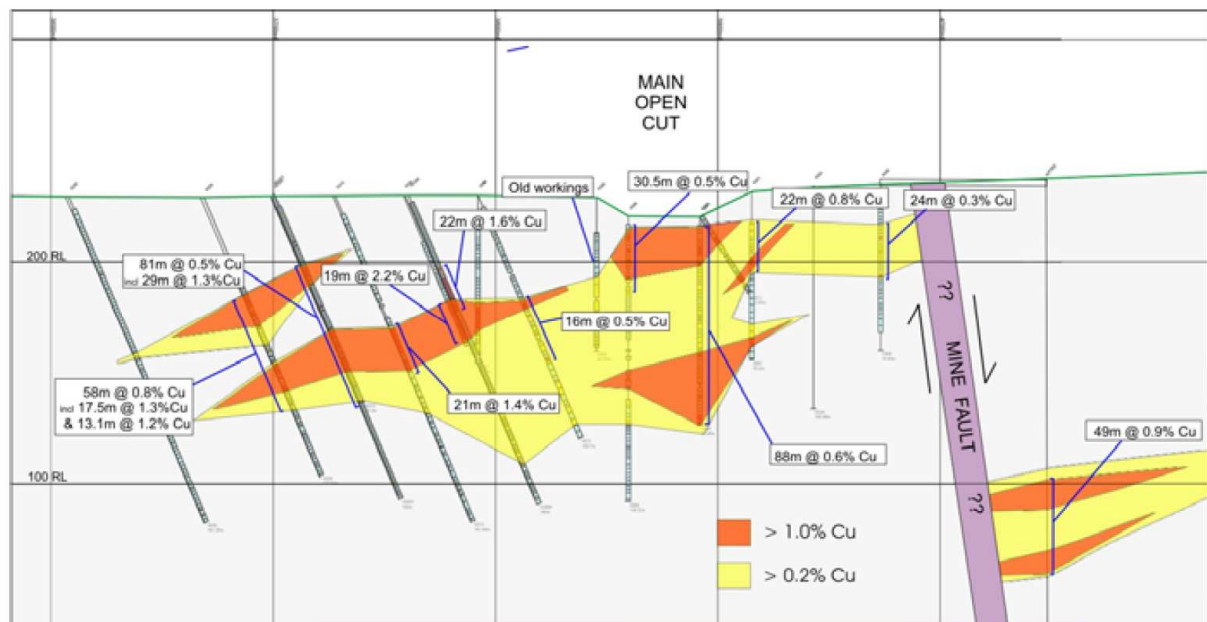 MAIN
OPEN
CUT
Old workings
30.5m @ 0.5% Cu
22m @ 1.6% Cu
22m @ 0.8% Cu
24m @ 0.3% Cu
200 RL
81m @ 0.5% Cu
incl 29m @ 1.3%Cu
19m @ 2.2% Cu
16m @ 0.5% Cu
??
MINE FAULT
??
58m @ 0.8% Cu
incl 17.5m @ 1.3%Cu
& 13.1m @ 1.2% Cu
21m @ 1.4% Cu
88m @ 0.6% Cu
49m @ 0.9% Cu
100 RL
> 1.0% Cu
> 0.2% Cu